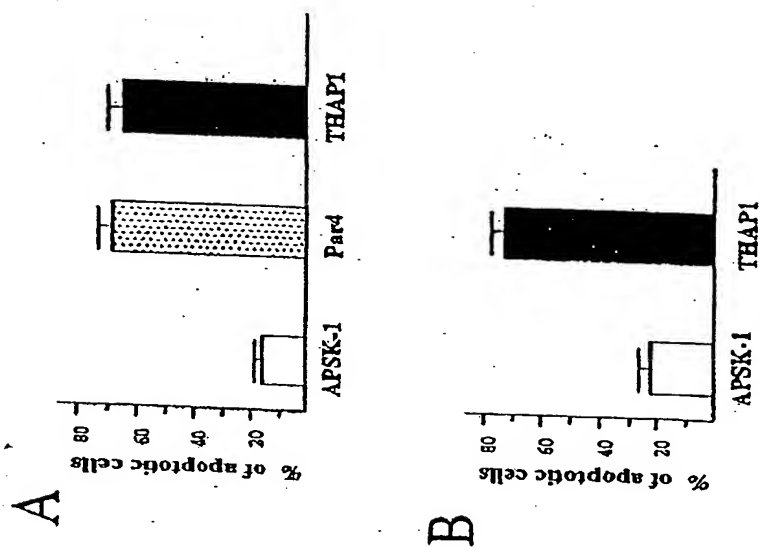 A
% of apoptotic cells
80
60
40
20
APSK-1 Par4 THAP1
B
% of apoptotic cells
80
60
40
20
APSK-1 THAP1